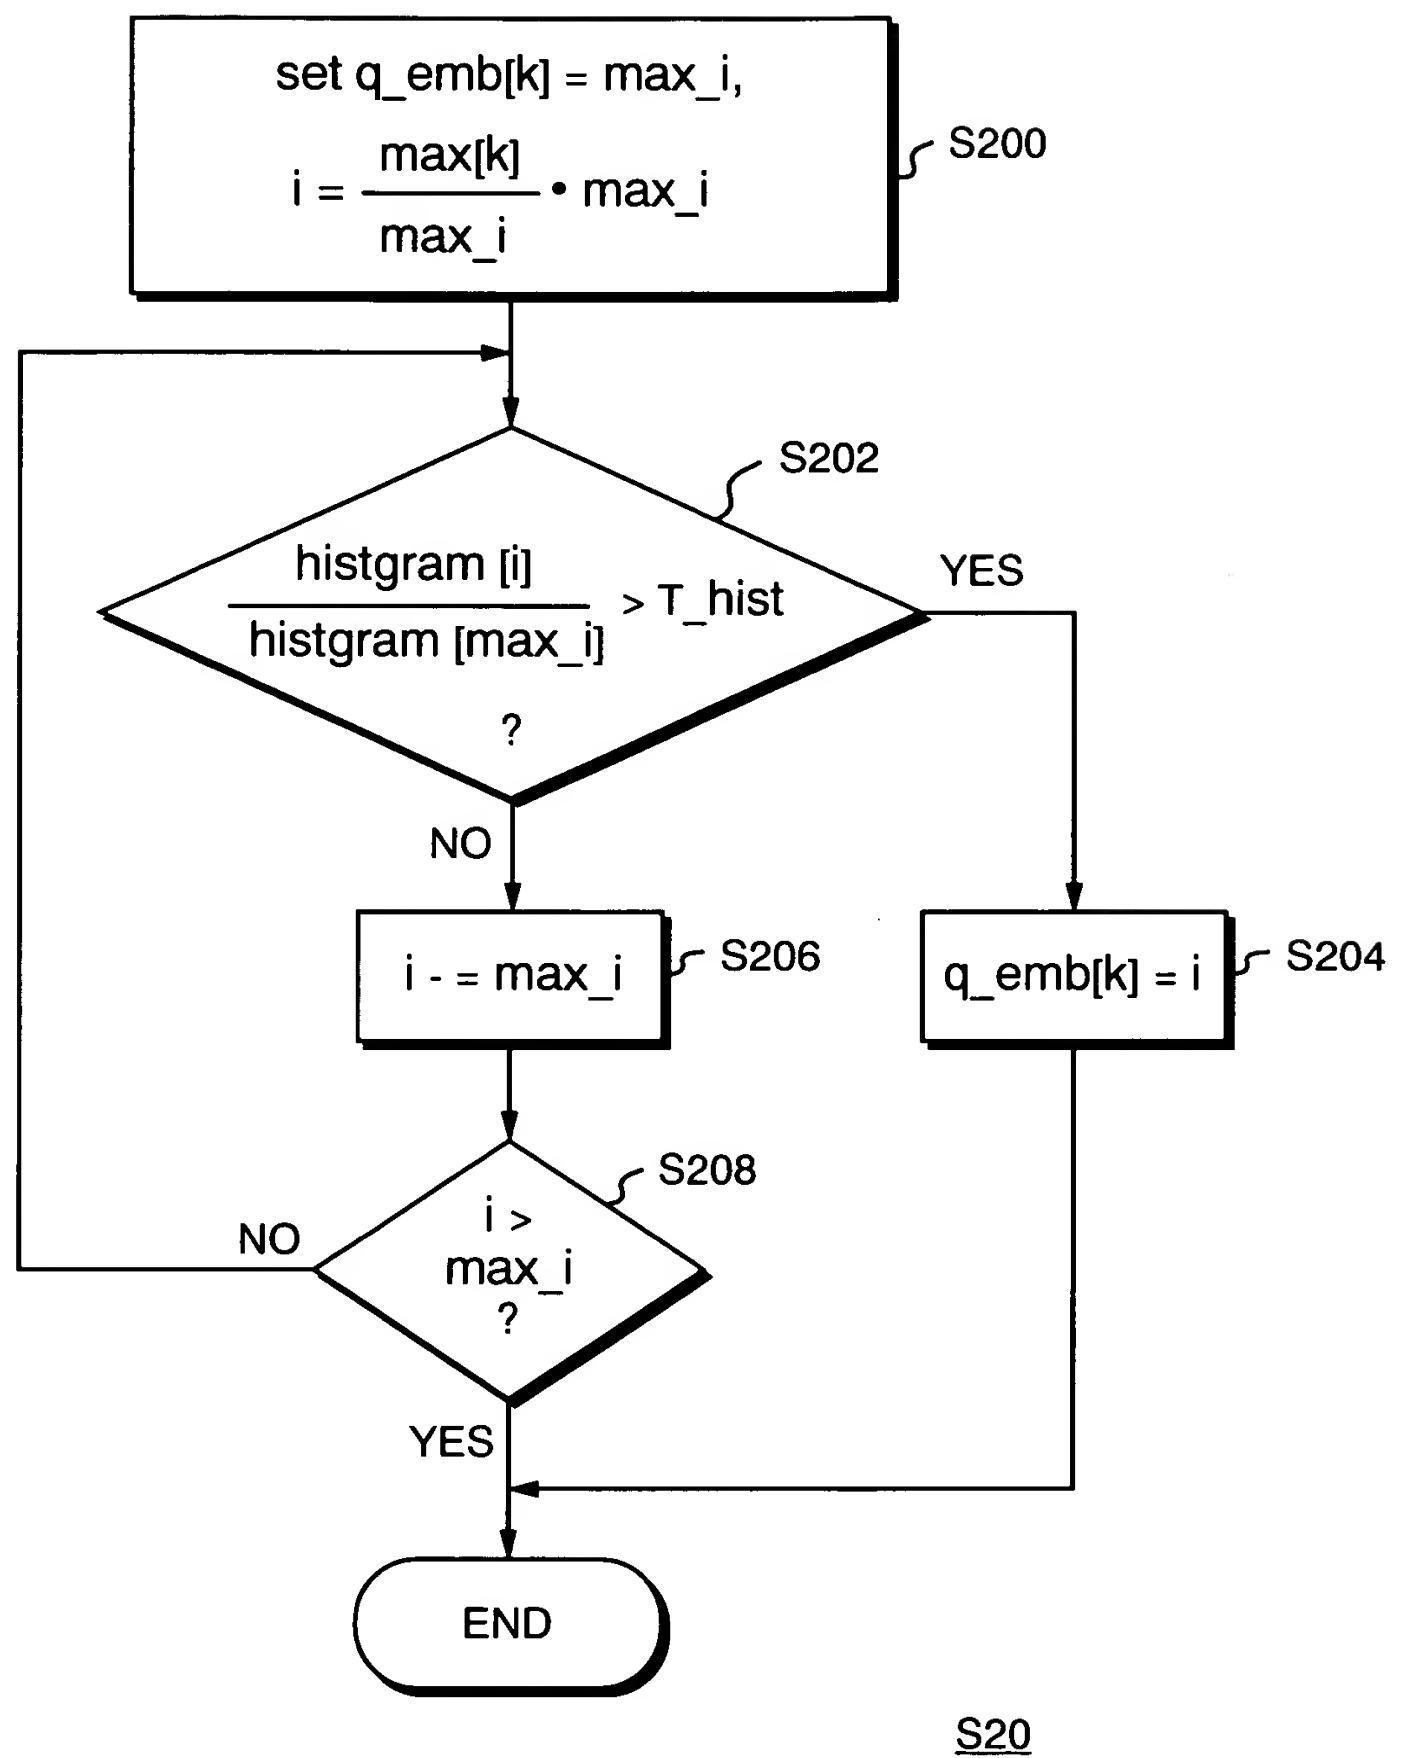 set q_emb[k] = max_i,
i = max[k] / max_i • max_i
S200
S202
histgram [i] / histgram [max_i] > T_hist
?
YES
NO
i - = max_i
S206
q_emb[k] = i
S204
S208
i >
max_i
?
NO
YES
END
S20